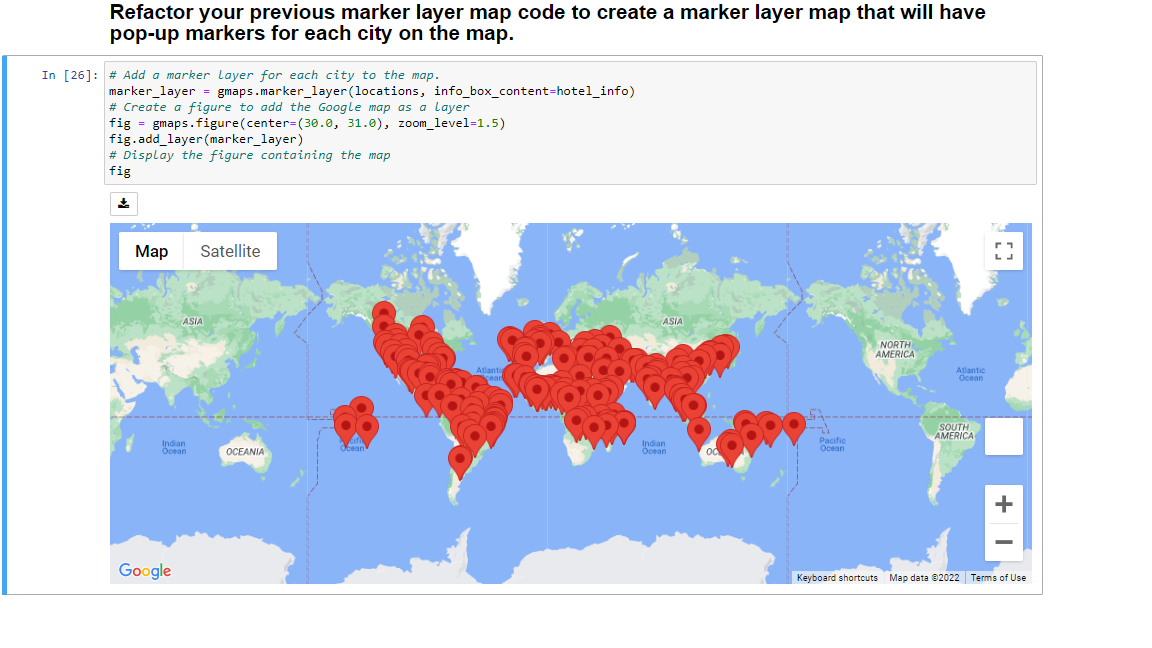 Refactor your previous marker layer map code to create a marker layer map that will have
pop-up markers for each city on the map.
In [26]:
# Add a marker layer for each city to the map.
marker_layer = gmaps.marker_layer(locations, info_box_content=hotel_info)
# Create a figure to add the Google map as a layer
fig = gmaps.figure(center=(30.0, 31.0), zoom_level=1.5)
fig.add_layer(marker_layer)
# Display the figure containing the map
fig
Map Satellite
ASIA
ASIA
NORTH
AMERICA
Atlantic
Ocean
Indian
Ocean
OCEANIA
Ocean
Indian
Ocean
Pacific
Ocean
SOUTH
AMERICA
Google
Keyboard shortcuts Map data ©2022 Terms of Use